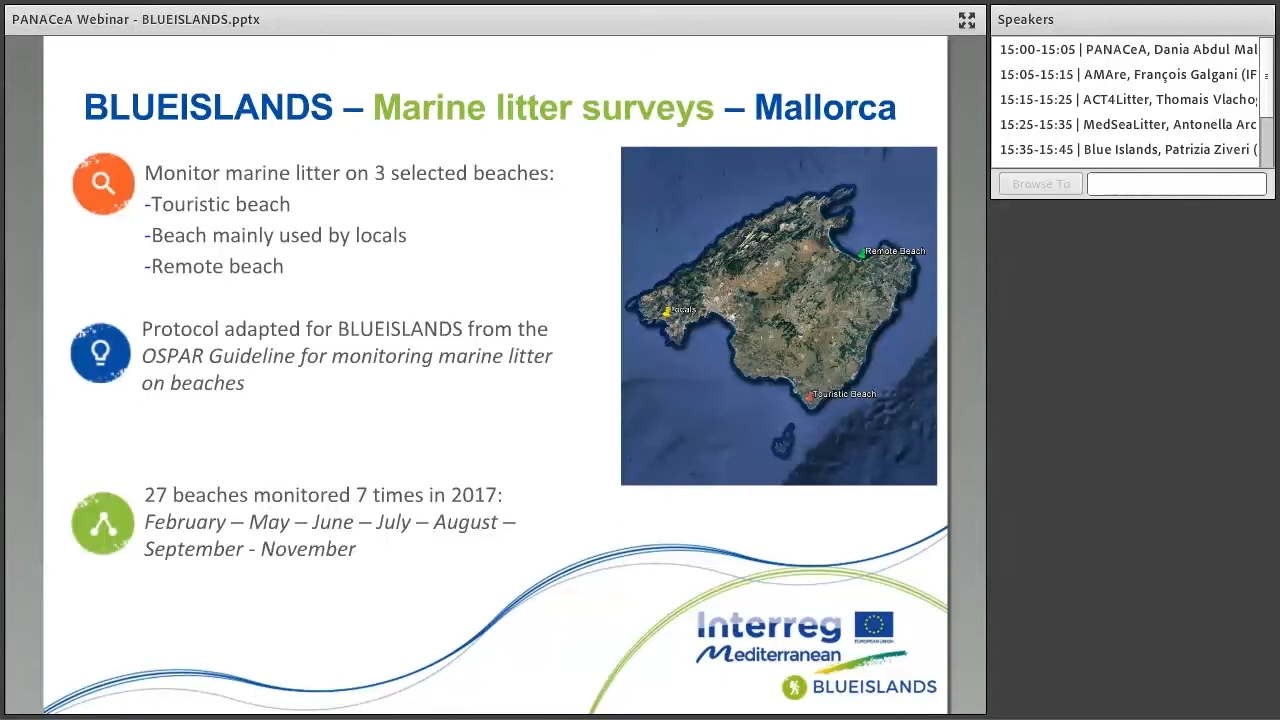 PANACeA Webinar - BLUEISLANDS.pptx
BLUEISLANDS – Marine litter surveys – Mallorca
Monitor marine litter on 3 selected beaches:
-Touristic beach
-Beach mainly used by locals
-Remote beach
Protocol adapted for BLUEISLANDS from the
OSPAR Guideline for monitoring marine litter
on beaches
27 beaches monitored 7 times in 2017:
February – May – June – July – August –
September - November
Remote Beach
Locals
Touristic Beach
Interreg
EUROPEAN UNION
Mediterranean
BLUEISLANDS
Speakers
15:00-15:05 | PANACeA, Dania Abdul Mal
15:05-15:15 | AMAre, François Galgani (IF
15:15-15:25 | ACT4Litter, Thomais Vlacho
15:25-15:35 | MedSeaLitter, Antonella Arc
15:35-15:45 | Blue Islands, Patrizia Ziveri (
Browse To